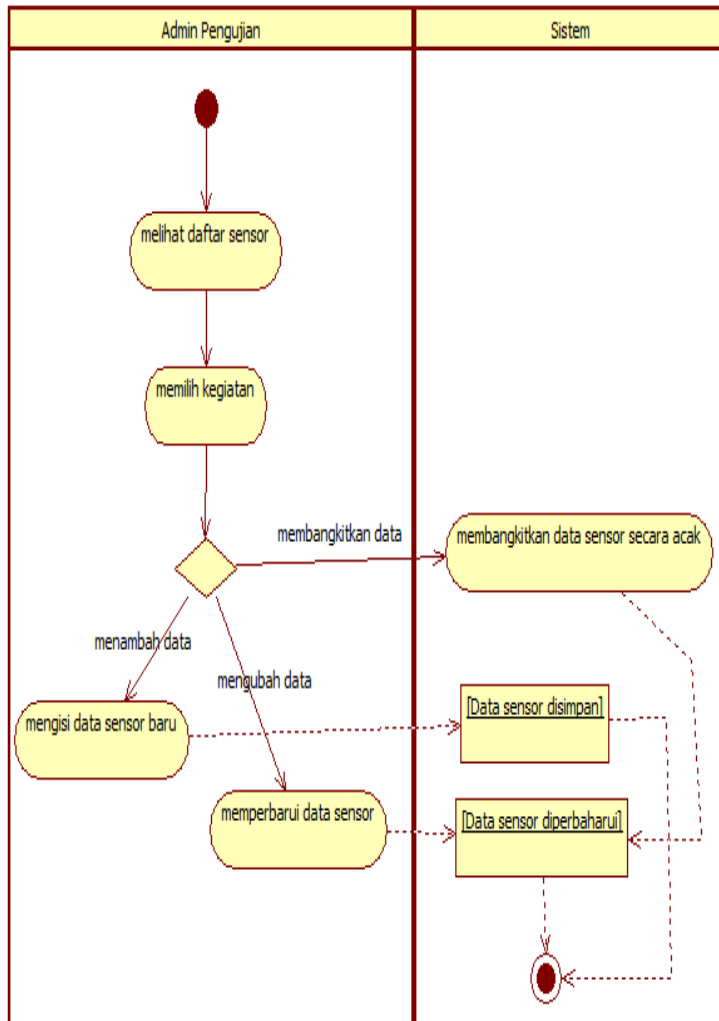 Admin Pengujian
Sistem
melihat daftar sensor
memilih kegiatan
membangkitkan data
membangkitkan data sensor secara acak
menambah data
mengubah data
mengisi data sensor baru
[Data sensor disimpan]
memperbarui data sensor
[Data sensor diperbaharui]